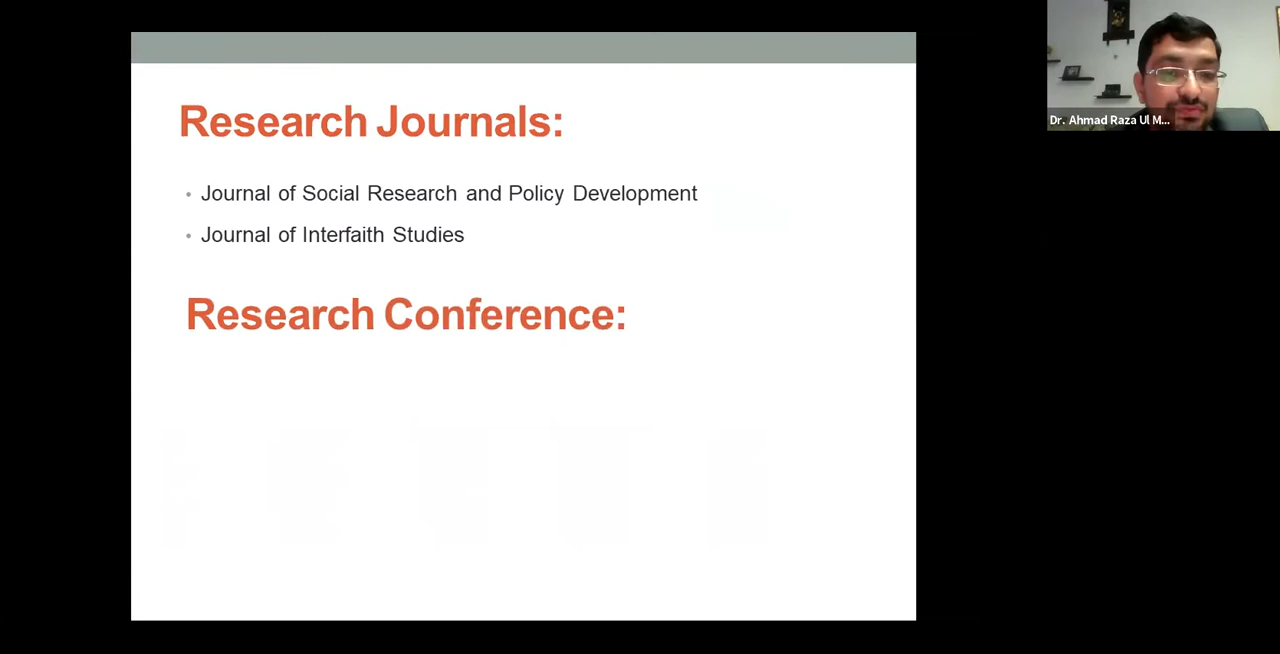 Research Journals:
• Journal of Social Research and Policy Development
• Journal of Interfaith Studies
Research Conference:
Dr. Ahmad Raza Ul M...